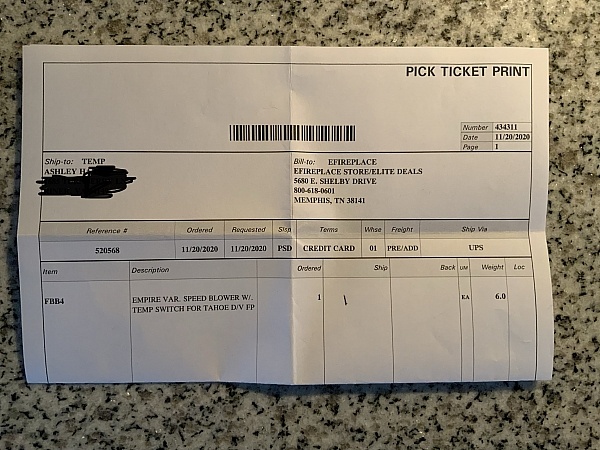 PICK TICKET PRINT
Number 434311
Date 11/20/2020
Page 1
Ship-to: TEMP
ASHLEY H
Bill-to: EFIREPLACE
EFIREPLACE STORE/ELITE DEALS
5680 E. SHELBY DRIVE
800-618-0601
MEMPHIS, TN 38141
Reference # Ordered Requested Slsp Terms Whse Freight Ship Via
520568 11/20/2020 11/20/2020 PSD CREDIT CARD 01 PRE/ADD UPS
Item Description Ordered Ship Back UM Weight Loc
FBB4 EMPIRE VAR. SPEED BLOWER W/. 1 \ EA 6.0
TEMP SWITCH FOR TAHOE D/V FP